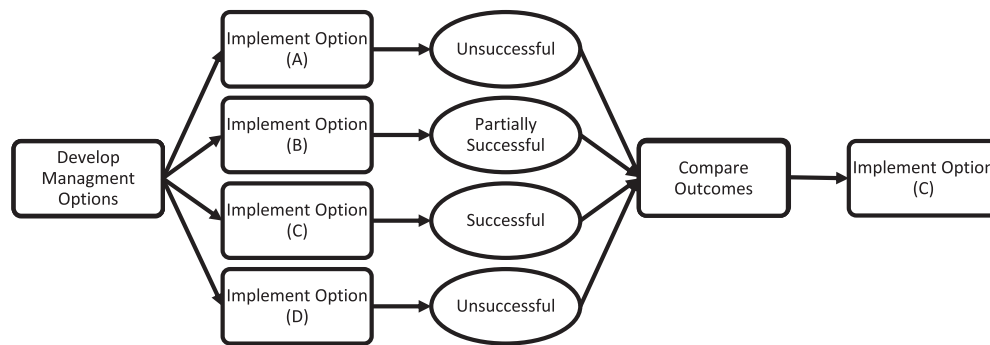 Develop
Managment
Options
Implement Option
(A)
Unsuccessful
Implement Option
(B)
Partially
Successful
Implement Option
(C)
Successful
Implement Option
(D)
Unsuccessful
Compare
Outcomes
Implement Option
(C)